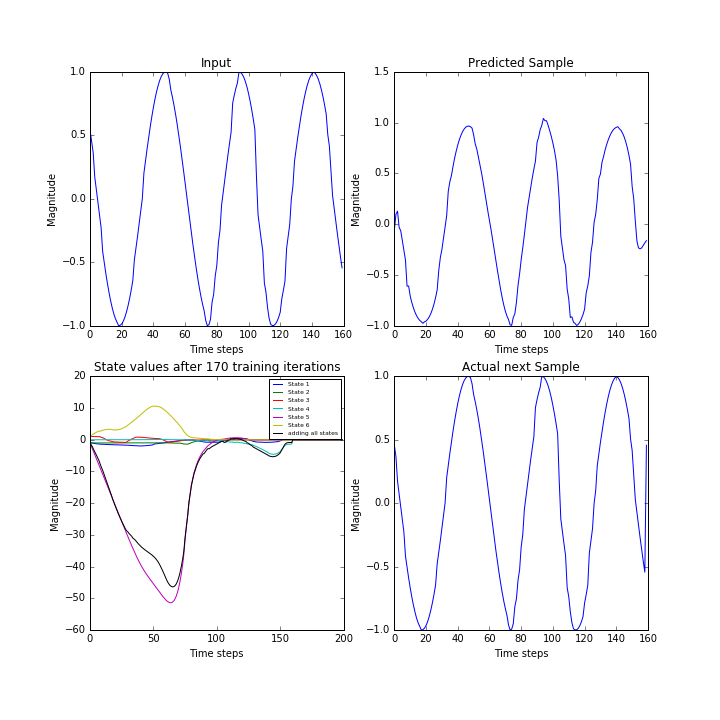 Input
1.0
0.5
0.0
−0.5
−1.0
Magnitude
0 20 40 60 80 100 120 140 160
Time steps
Predicted Sample
1.5
1.0
0.5
0.0
−0.5
−1.0
Magnitude
0 20 40 60 80 100 120 140 160
Time steps
State values after 170 training iterations
20
10
0
−10
−20
−30
−40
−50
−60
Magnitude
State 1
State 2
State 3
State 4
State 5
State 6
adding all states
0 50 100 150 200
Time steps
Actual next Sample
1.0
0.5
0.0
−0.5
−1.0
Magnitude
0 20 40 60 80 100 120 140 160
Time steps